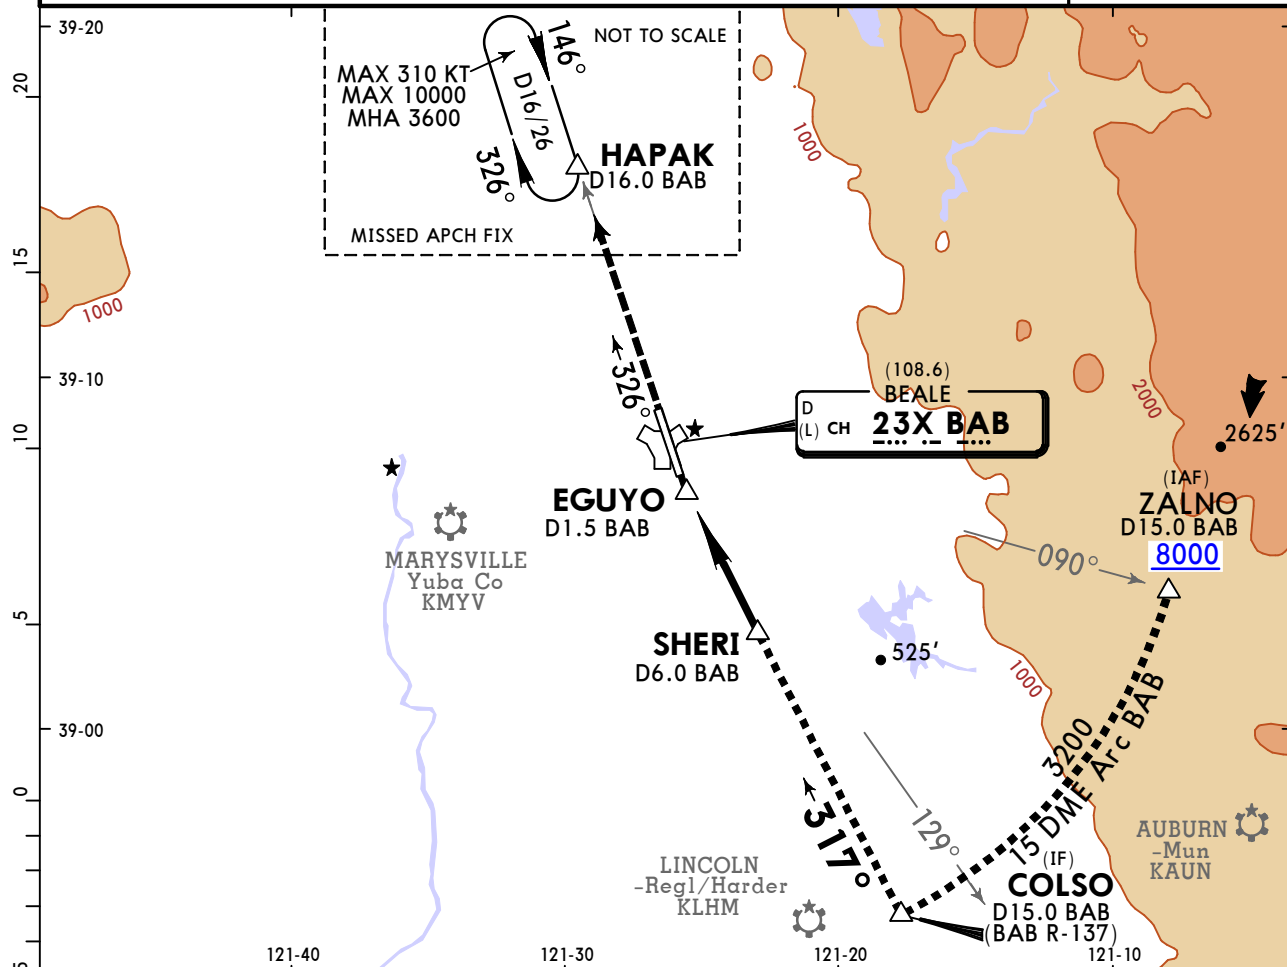 39-20
NOT TO SCALE
146°
MAX 310 KT
MAX 10000
MHA 3600
D16/26
20
1000
326°
HAPAK
D16.0 BAB
MISSED APCH FIX
15
1000
39-10
326°
(108.6)
BEALE
D
(L) CH 23X BAB
2000
2625'
10
EGUYO
D1.5 BAB
(IAF)
ZALNO
D15.0 BAB
8000
090°
MARYSVILLE
Yuba Co
KMYV
5
SHERI
D6.0 BAB
525'
1000
39-00
3200
15 DME Arc BAB
0
317°
129°
AUBURN
-Mun
KAUN
LINCOLN
-Regl/Harder
KLHM
(IF)
COLSO
D15.0 BAB
(BAB R-137)
5
121-40
121-30
121-20
121-10